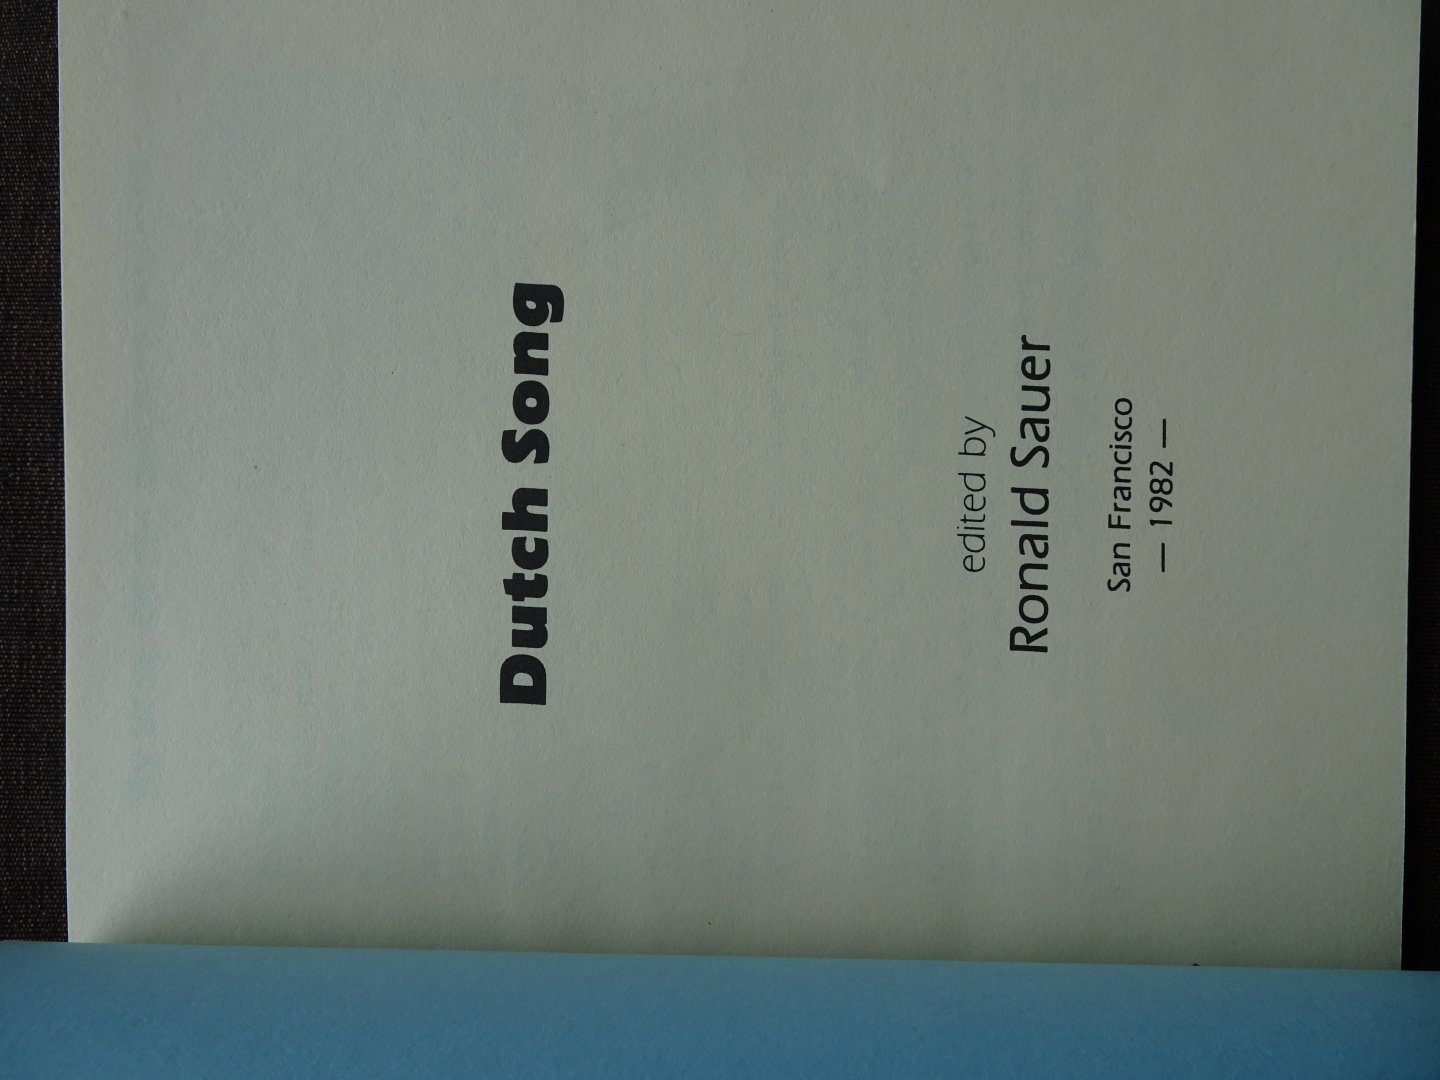 Dutch Song
edited by
Ronald Sauer
San Francisco
— 1982 —